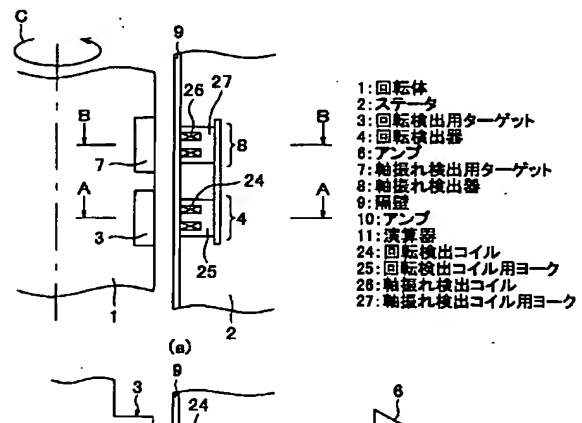 C
9
26
27
B
B
8
7
24
A
A
4
3
25
1
2
(a)
1:回転体
2:ステータ
3:回転検出用ターゲット
4:回転検出器
6:アンプ
7:軸振れ検出用ターゲット
8:軸振れ検出器
9:隔壁
10:アンプ
11:演算器
24:回転検出コイル
25:回転検出コイル用ヨーク
26:軸振れ検出コイル
27:軸振れ検出コイル用ヨーク
3
9
24
6